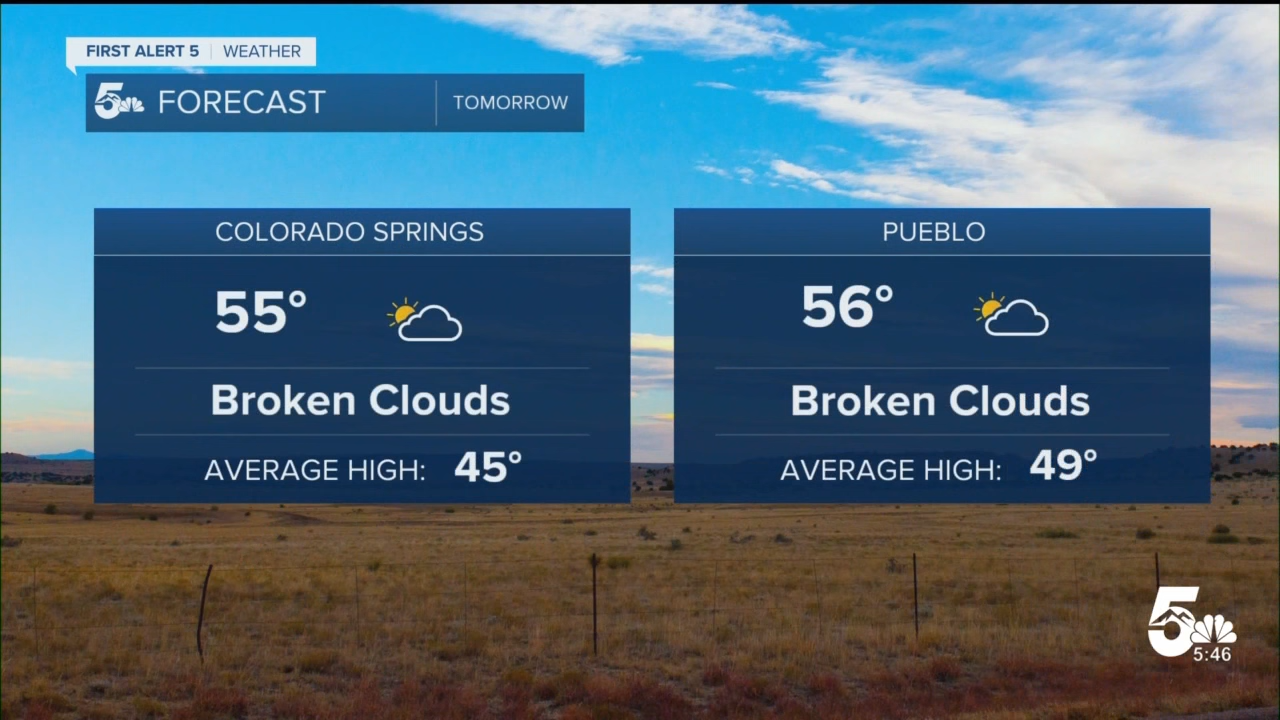 FIRST ALERT 5 | WEATHER
5 FORECAST | TOMORROW
COLORADO SPRINGS
55°
Broken Clouds
AVERAGE HIGH: 45°
PUEBLO
56°
Broken Clouds
AVERAGE HIGH: 49°
5
5:46